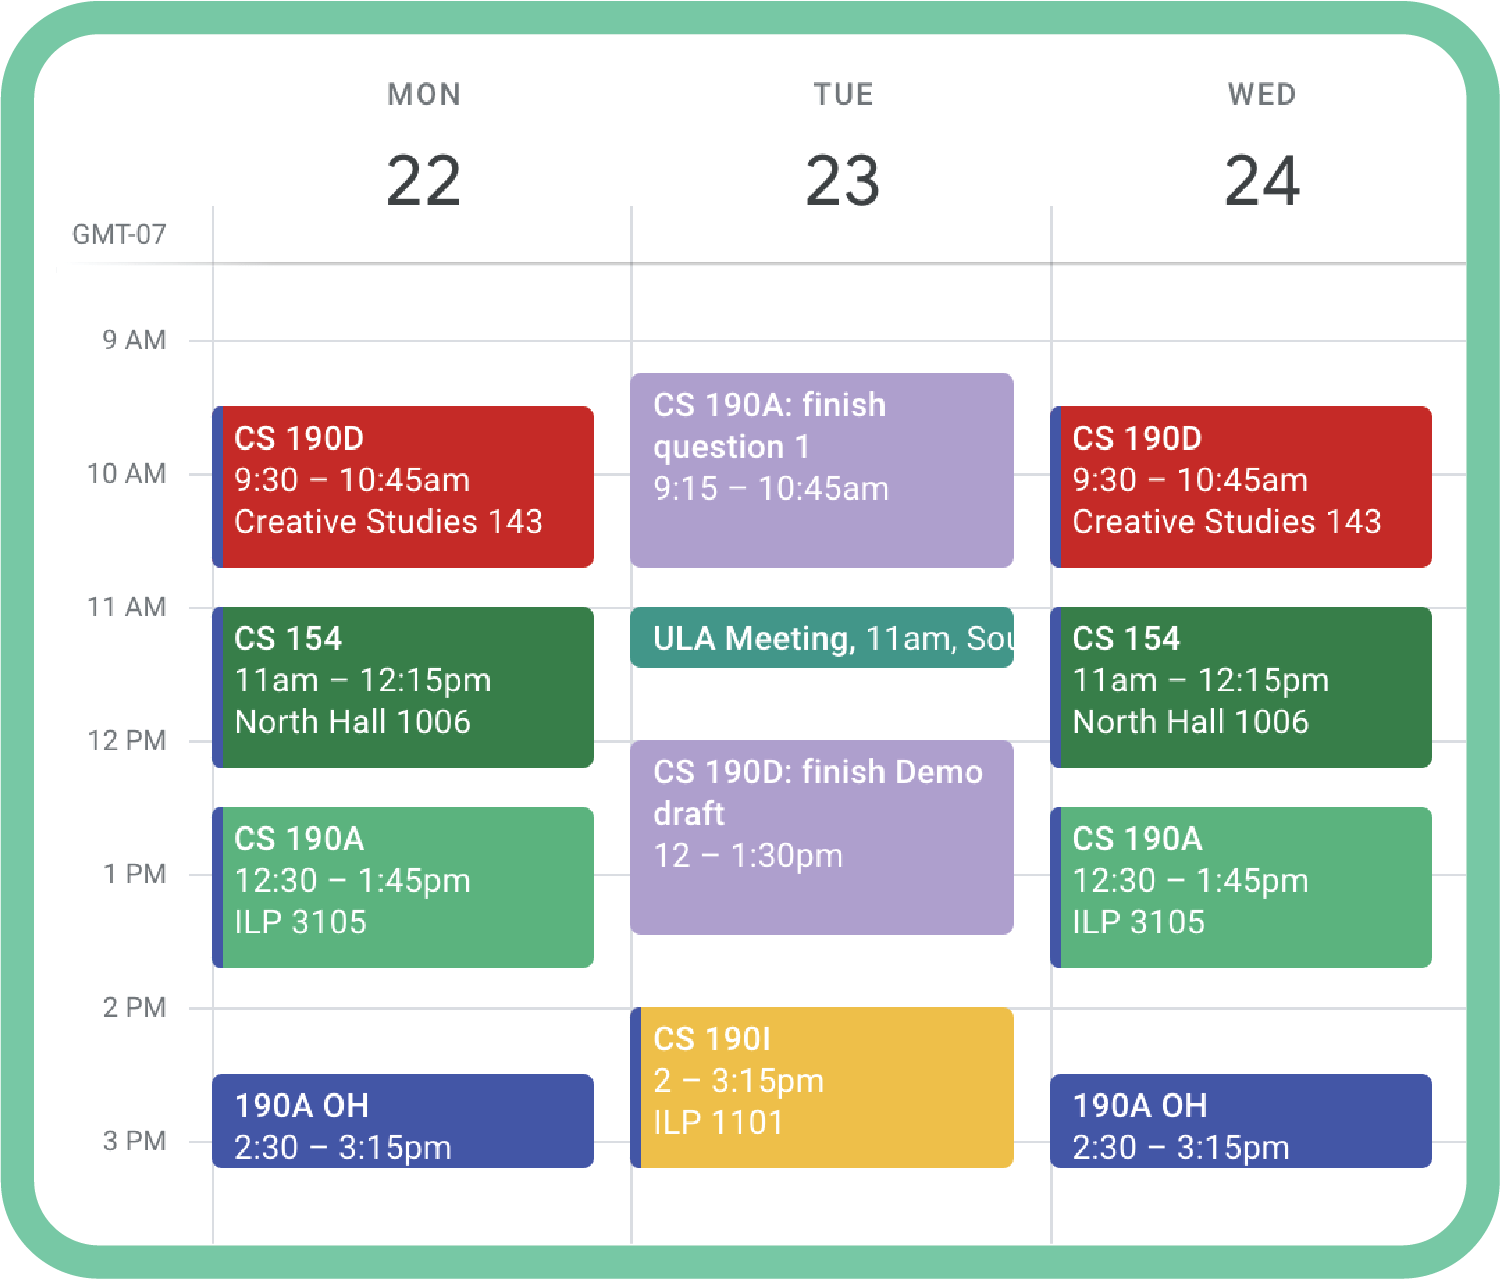 MON
TUE
WED
22
23
24
GMT-07
9 AM
10 AM
11 AM
12 PM
1 PM
2 PM
3 PM
CS 190D
9:30 – 10:45am
Creative Studies 143
CS 154
11am – 12:15pm
North Hall 1006
CS 190A
12:30 – 1:45pm
ILP 3105
190A OH
2:30 – 3:15pm
CS 190A: finish
question 1
9:15 – 10:45am
ULA Meeting, 11am,
CS 190D: finish Demo
draft
12 – 1:30pm
CS 190I
2 – 3:15pm
ILP 1101
CS 190D
9:30 – 10:45am
Creative Studies 143
CS 154
11am – 12:15pm
North Hall 1006
CS 190A
12:30 – 1:45pm
ILP 3105
190A OH
2:30 – 3:15pm